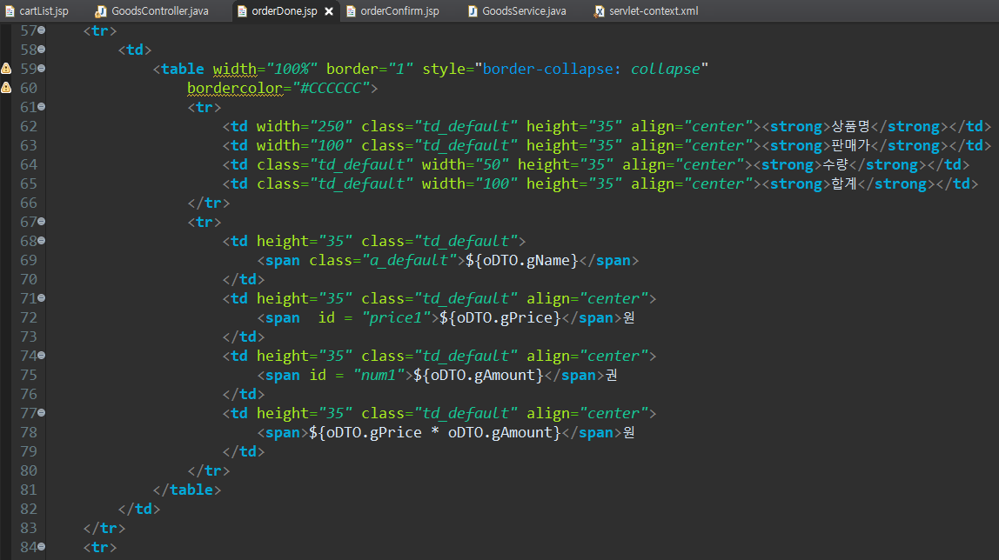 cartList.jsp GoodsController.java orderDone.jsp orderConfirm.jsp GoodsService.java servlet-context.xml
57 <tr>
58 <td>
59 <table width="100%" border="1" style="border-collapse: collapse"
60 bordercolor="#CCCCCC">
61 <tr>
62 <td width="250" class="td_default" height="35" align="center"><strong>상품명</strong></td>
63 <td width="100" class="td_default" height="35" align="center"><strong>판매가</strong></td>
64 <td class="td_default" width="50" height="35" align="center"><strong>수량</strong></td>
65 <td class="td_default" width="100" height="35" align="center"><strong>합계</strong></td>
66 </tr>
67 <tr>
68 <td height="35" class="td_default">
69 <span class="a_default">${oDTO.gName}</span>
70 </td>
71 <td height="35" class="td_default" align="center">
72 <span  id = "price1">${oDTO.gPrice}</span>원
73 </td>
74 <td height="35" class="td_default" align="center">
75 <span id = "num1">${oDTO.gAmount}</span>권
76 </td>
77 <td height="35" class="td_default" align="center">
78 <span>${oDTO.gPrice * oDTO.gAmount}</span>원
79 </td>
80 </tr>
81 </table>
82 </td>
83 </tr>
84 <tr>